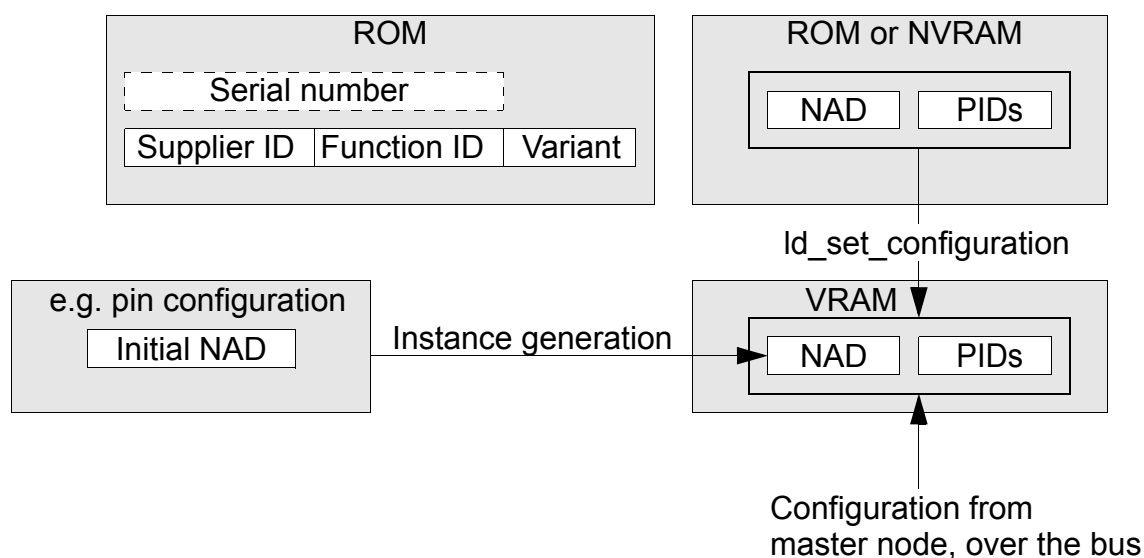 ROM
Serial number
Supplier ID Function ID Variant
ROM or NVRAM
NAD PIDs
ld_set_configuration
e.g. pin configuration
Initial NAD
Instance generation
VRAM
NAD PIDs
Configuration from
master node, over the bus